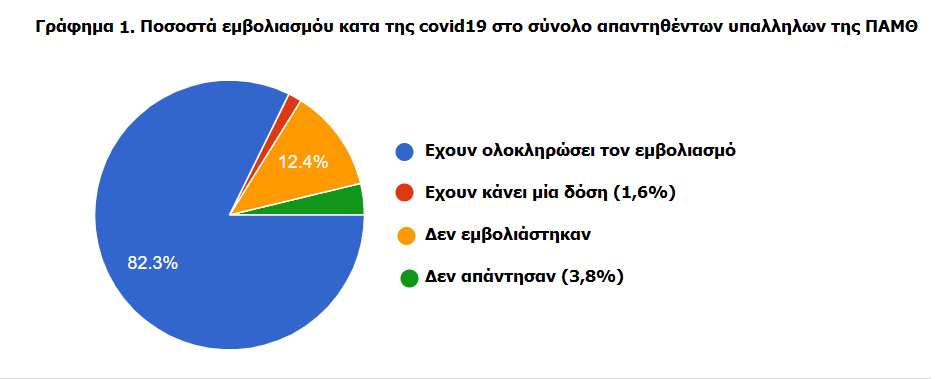 Γράφημα 1. Ποσοστά εμβολιασμόυ κατα της covid19 στο σύνολο απαντηθέντων υπαλληλων της ΠΑΜΘ
Εχουν ολοκληρώσει τον εμβολιασμό
12.4%
Εχουν κάνει μία δόση (1,6%)
Δεν εμβολιάστηκαν
82.3%
Δεν απάντησαν (3,8%)